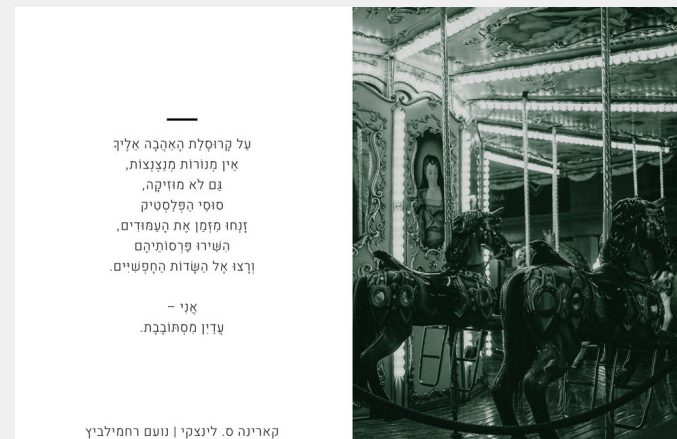 עַל קָרוּסֶלַת הָאַהֲבָה אֵלֶיךָ
אֵין מְנוֹרוֹת מְנַצְנְצוֹת,
גַּם לֹא מוּזִיקָה,
סוּסֵי הַפְּלַסְטִיק
זָנְחוּ מִזְּמַן אֶת הָעַמּוּדִים,
הִשִּׁירוּ פַּרְסוֹתֵיהֶם
וְרָצוּ אֶל הַשָּׂדוֹת הַחָפְשִׁיִּים.
אֲנִי –
עֲדַיִן מִסְתּוֹבֶבֶת.
קארינה ס. לינצקי | נועם רחמילביץ